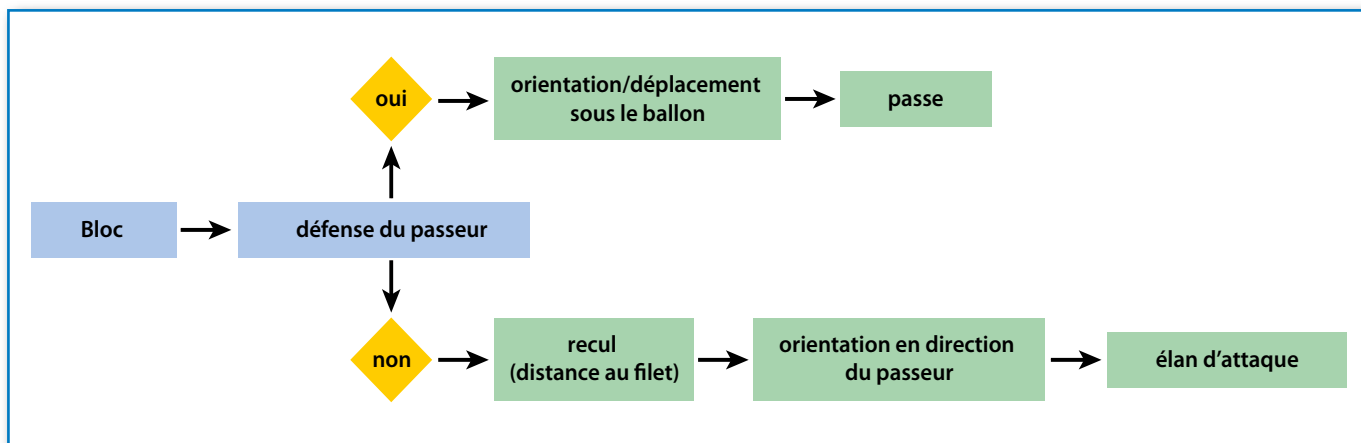 oui
orientation/déplacement
sous le ballon
passe
Bloc
défense du passeur
non
recul
(distance au filet)
orientation en direction
du passeur
élan d’attaque